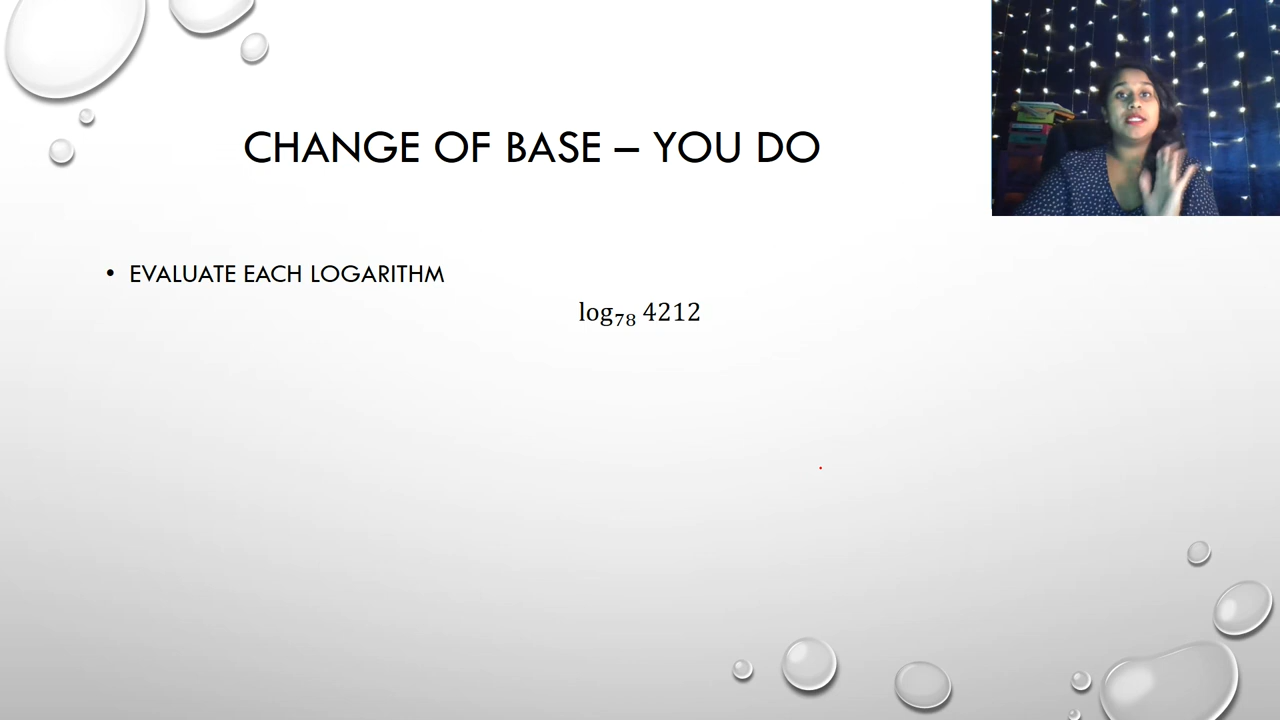 CHANGE OF BASE – YOU DO
• EVALUATE EACH LOGARITHM
log₇₈ 4212